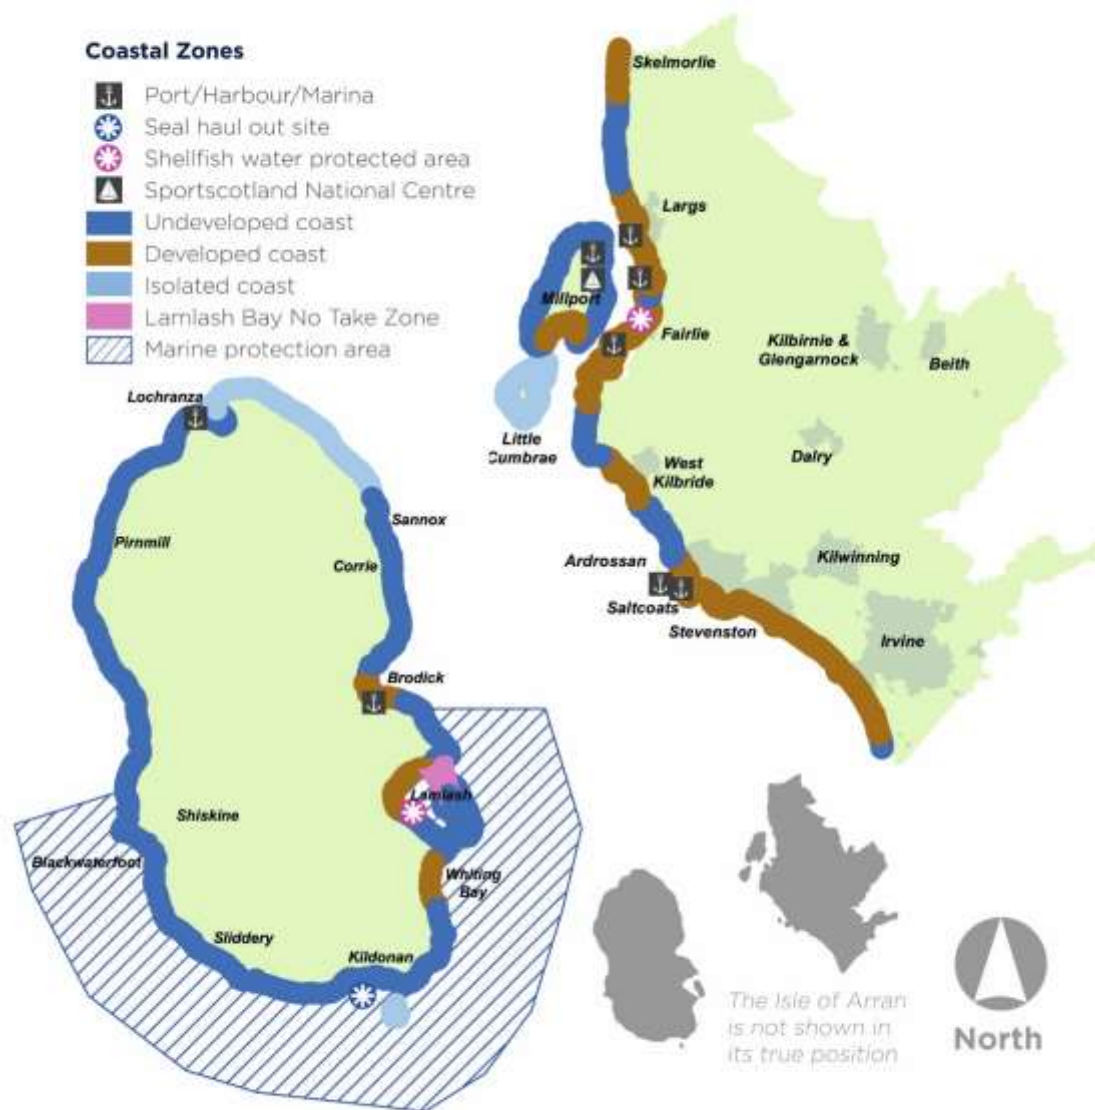 Coastal Zones
Port/Harbour/Marina
Seal haul out site
Shellfish water protected area
Sportscotland National Centre
Undeveloped coast
Developed coast
Isolated coast
Lamlash Bay No Take Zone
Marine protection area
Skelmorlie
Largs
Millport
Fairlie
Kilbirnie &
Glengarnock
Beith
Little
Cumbrae
West
Kilbride
Dalry
Ardrossan
Kilwinning
Saltcoats
Stevenston
Irvine
Lochranza
Sannox
Pirnmill
Corrie
Brodick
Lamlash
Shiskine
Blackwaterfoot
Whiting
Bay
Sliddery
Kildonan
The Isle of Arran
is not shown in
its true position
North